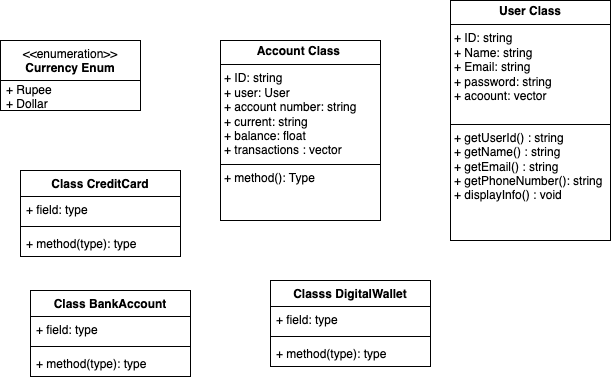 <<enumeration>>
Currency Enum
+ Rupee
+ Dollar
Account Class
+ ID: string
+ user: User
+ account number: string
+ current: string
+ balance: float
+ transactions : vector
+ method(): Type
User Class
+ ID: string
+ Name: string
+ Email: string
+ password: string
+ acoount: vector
+ getUserId() : string
+ getName() : string
+ getEmail() : string
+ getPhoneNumber(): string
+ displayInfo() : void
Class CreditCard
+ field: type
+ method(type): type
Class BankAccount
+ field: type
+ method(type): type
Classs DigitalWallet
+ field: type
+ method(type): type